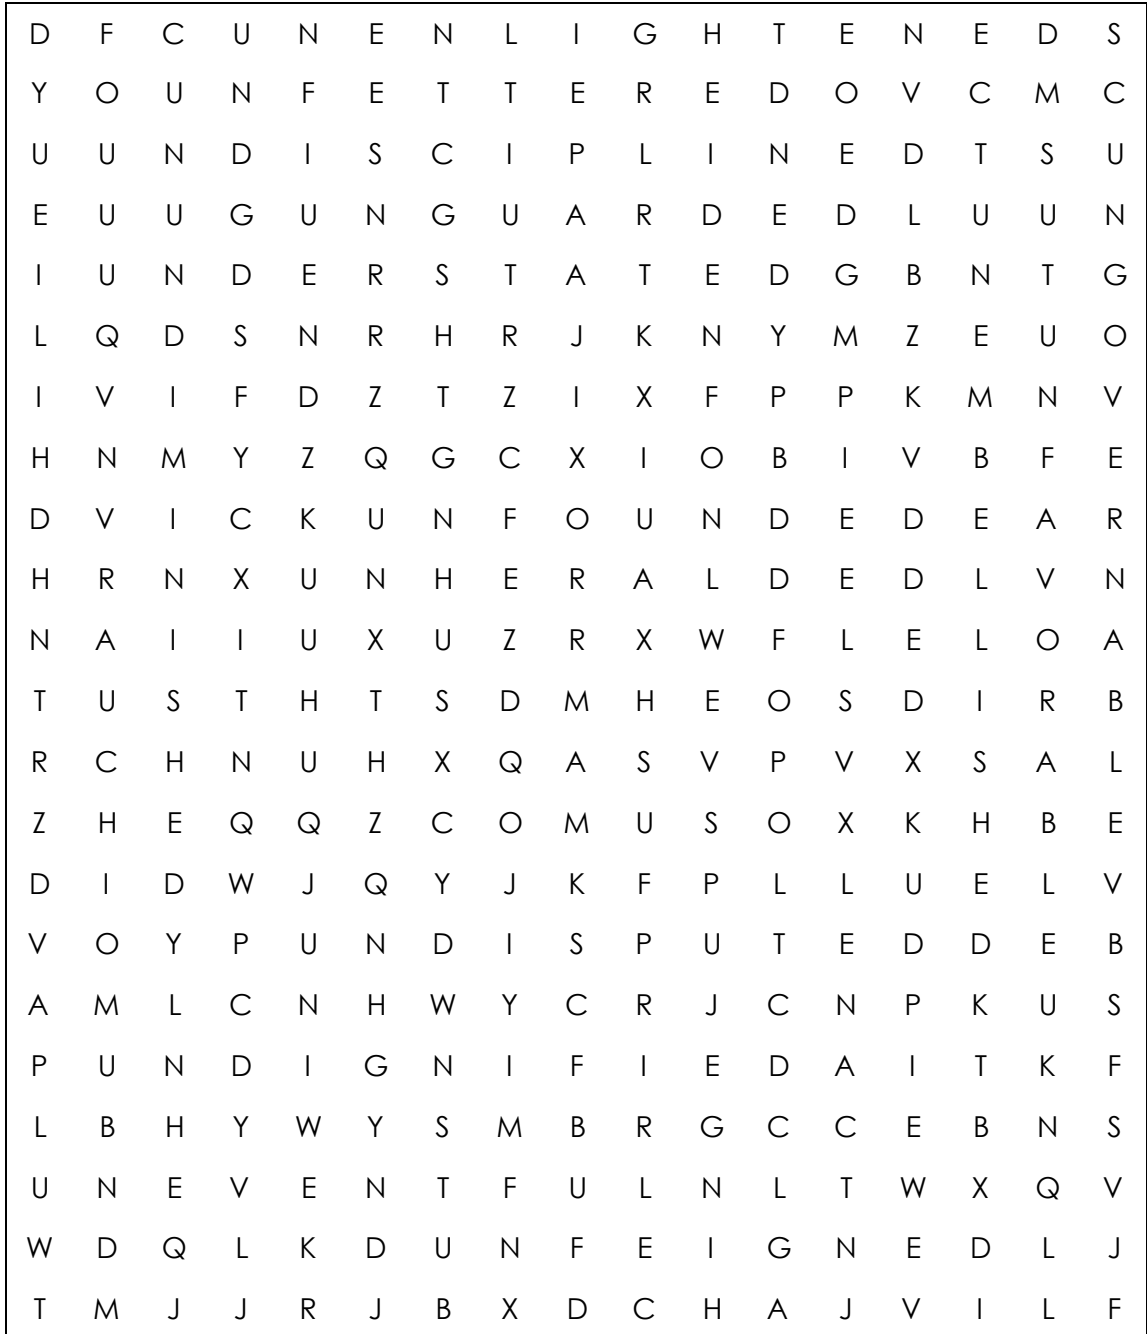 D F C U N E N L I G H T E N E D S
Y O U N F E T T E R E D O V C M C
U U N D I S C I P L I N E D T S U
E U U G U N G U A R D E D L U U N
I U N D E R S T A T E D G B N T G
L Q D S N R H R J K N Y M Z E U O
I V I F D Z T Z I X F P P K M N V
H N M Y Z Q G C X I O B I V B F E
D V I C K U N F O U N D E D E A R
H R N X U N H E R A L D E D L V N
N A I I U X U Z R X W F L E L O A
T U S T H T S D M H E O S D I R B
R C H N U H X Q A S V P V X S A L
Z H E Q Q Z C O M U S O X K H B E
D I D W J Q Y J K F P L L U E L V
V O Y P U N D I S P U T E D D E B
A M L C N H W Y C R J C N P K U S
P U N D I G N I F I E D A I T K F
L B H Y W Y S M B R G C C E B N S
U N E V E N T F U L N L T W X Q V
W D Q L K D U N F E I G N E D L J
T M J J R J B X D C H A J V I L F